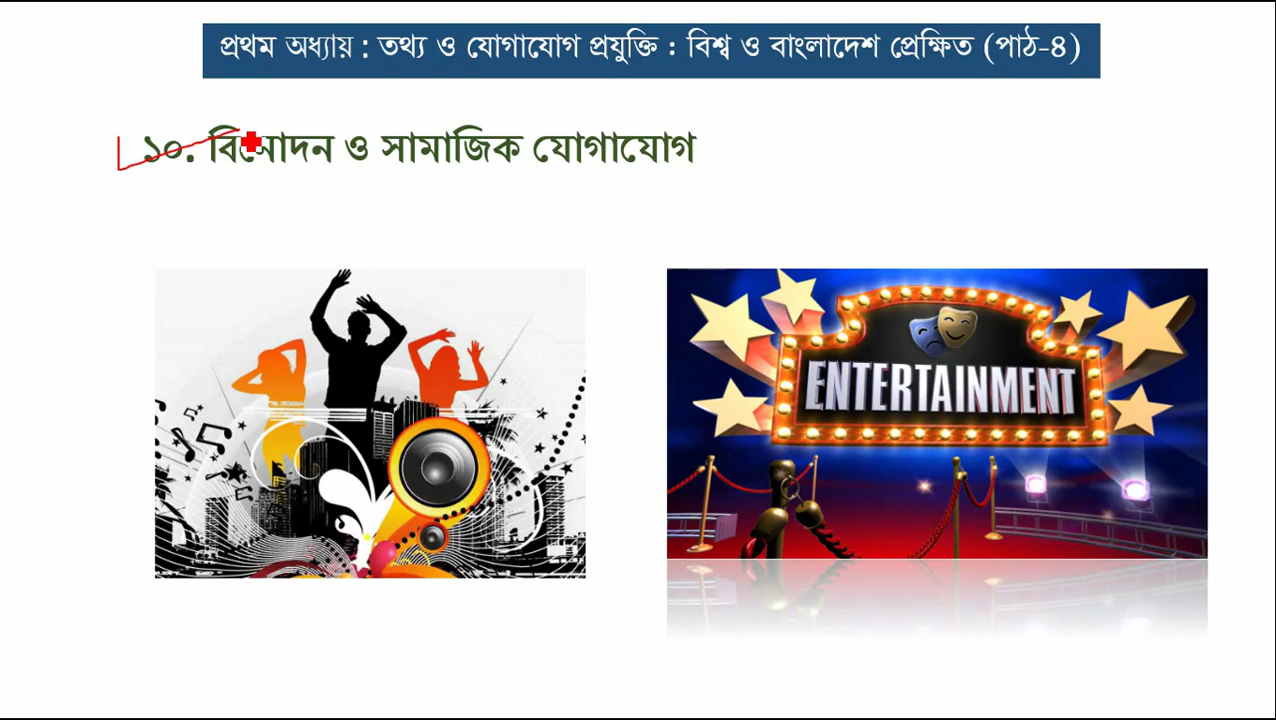 প্রথম অধ্যায় : তথ্য ও যোগাযোগ প্রযুক্তি : বিশ্ব ও বাংলাদেশ প্রেক্ষিত (পাঠ-৪)
১০. বিনোদন ও সামাজিক যোগাযোগ
ENTERTAINMENT